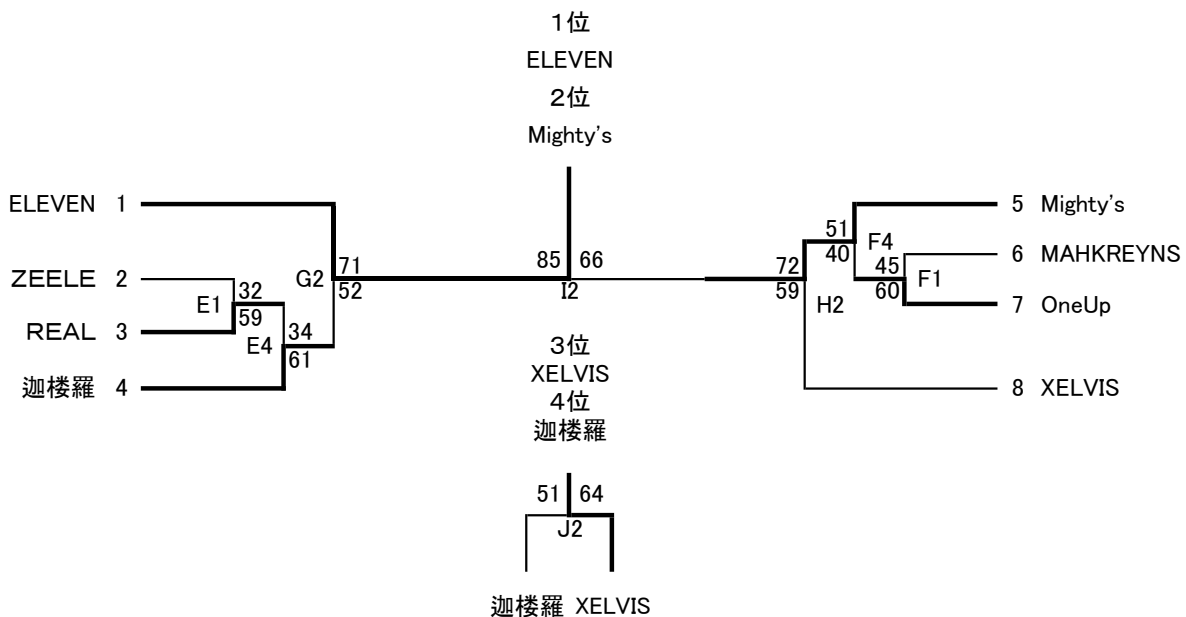 1位
ELEVEN
2位
Mighty's
ELEVEN 1
5 Mighty's
51
F4
40
6 MAHKREYNS
ZEELE 2
G2
71
52
85 66
I2
72
59
H2
45
60
F1
E1
32
59
7 OneUp
REAL 3
E4
34
61
3位
XELVIS
4位
迦楼羅
迦楼羅 4
8 XELVIS
51 64
J2
迦楼羅 XELVIS